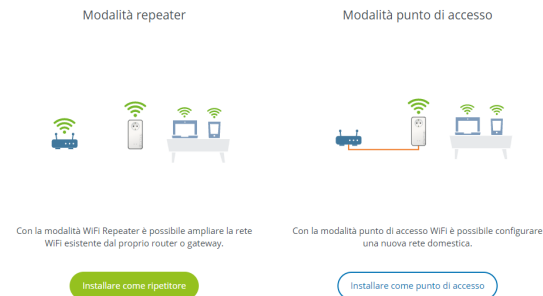 Modalità repeater
Modalità punto di accesso
Con la modalità WiFi Repeater è possibile ampliare la rete
WiFi esistente dal proprio router o gateway.
Con la modalità punto di accesso WiFi è possibile configurare
una nuova rete domestica.
Installare come ripetitore
Installare come punto di accesso